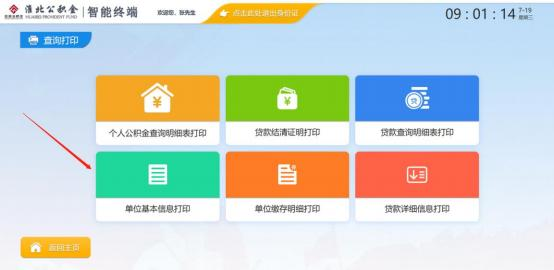 淮北公积金 智能终端
HUAIBEI PROVIDENT FUND
欢迎您，张先生
点击此处退出身份证
09 : 01 : 14
7-19
星期三
查询打印
个人公积金查询明细表打印
贷款结清证明打印
贷款查询明细表打印
单位基本信息打印
单位缴存明细打印
贷款详细信息打印
返回主页